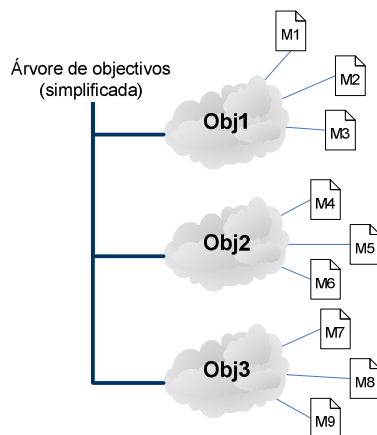 Árvore de objectivos
(simplificada)
M1
M2
Obj1
M3
M4
Obj2
M5
M6
M7
Obj3
M8
M9